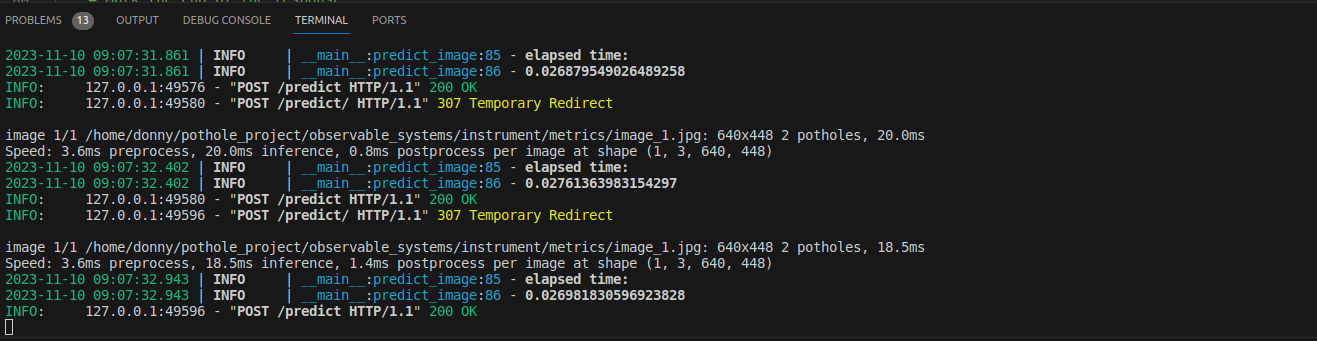 PROBLEMS 13 OUTPUT DEBUG CONSOLE TERMINAL PORTS
2023-11-10 09:07:31.861 | INFO     | __main__:predict_image:85 - elapsed time:
2023-11-10 09:07:31.861 | INFO     | __main__:predict_image:86 - 0.026879549026489258
INFO:     127.0.0.1:49576 - "POST /predict HTTP/1.1" 200 OK
INFO:     127.0.0.1:49580 - "POST /predict/ HTTP/1.1" 307 Temporary Redirect
image 1/1 /home/donny/pothole_project/observable_systems/instrument/metrics/image_1.jpg: 640x448 2 potholes, 20.0ms
Speed: 3.6ms preprocess, 20.0ms inference, 0.8ms postprocess per image at shape (1, 3, 640, 448)
2023-11-10 09:07:32.402 | INFO     | __main__:predict_image:85 - elapsed time:
2023-11-10 09:07:32.402 | INFO     | __main__:predict_image:86 - 0.02761363983154297
INFO:     127.0.0.1:49580 - "POST /predict HTTP/1.1" 200 OK
INFO:     127.0.0.1:49596 - "POST /predict/ HTTP/1.1" 307 Temporary Redirect
image 1/1 /home/donny/pothole_project/observable_systems/instrument/metrics/image_1.jpg: 640x448 2 potholes, 18.5ms
Speed: 3.6ms preprocess, 18.5ms inference, 1.4ms postprocess per image at shape (1, 3, 640, 448)
2023-11-10 09:07:32.943 | INFO     | __main__:predict_image:85 - elapsed time:
2023-11-10 09:07:32.943 | INFO     | __main__:predict_image:86 - 0.026981830596923828
INFO:     127.0.0.1:49596 - "POST /predict HTTP/1.1" 200 OK